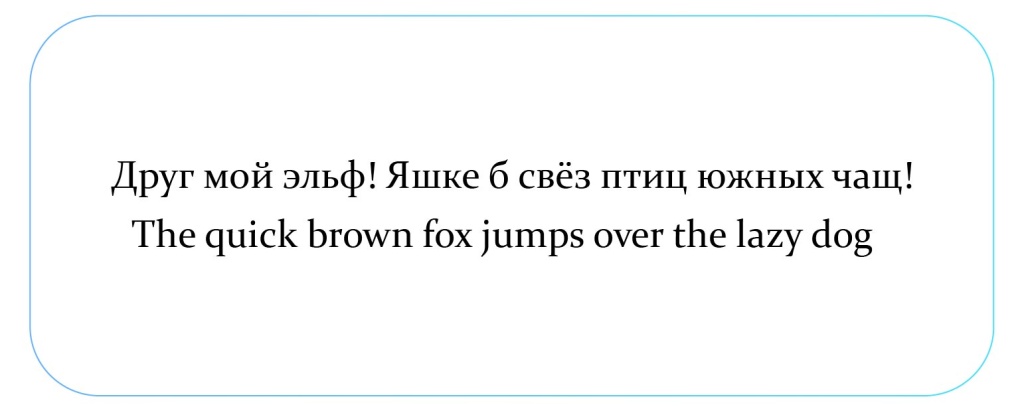 Друг мой эльф! Яшке б свёз птиц южных чащ!
The quick brown fox jumps over the lazy dog